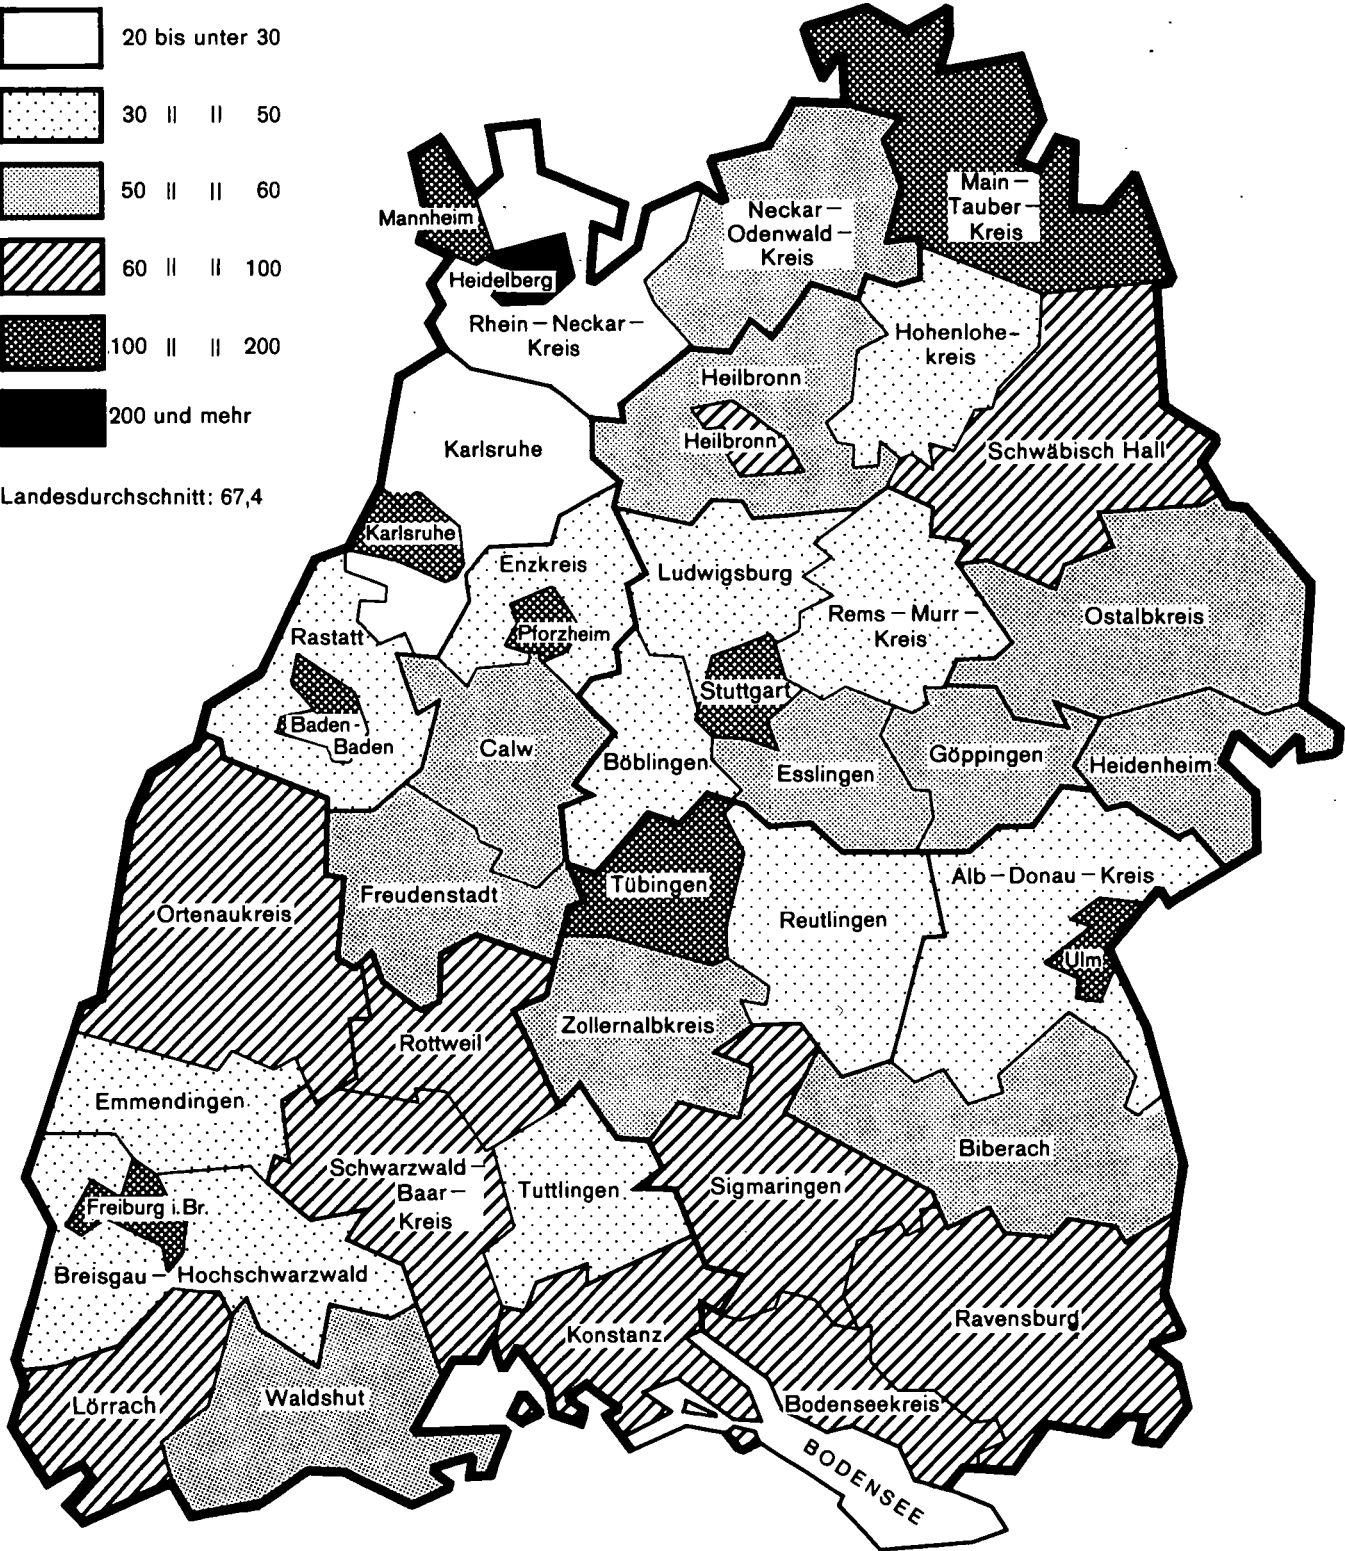 20 bis unter 30
30 " " 50
50 " " 60
60 " " 100
100 " " 200
200 und mehr
Landesdurchschnitt: 67,4
Main–
Tauber–
Kreis
Neckar–
Odenwald–
Kreis
Mannheim
Heidelberg
Rhein–Neckar–
Kreis
Hohenlohe-
kreis
Heilbronn
Heilbronn
Karlsruhe
Schwäbisch Hall
Karlsruhe
Enzkreis
Ludwigsburg
Rems–Murr–
Kreis
Ostalbkreis
Rastatt
Pforzheim
Stuttgart
Baden-
Baden
Calw
Böblingen
Esslingen
Göppingen
Heidenheim
Freudenstadt
Tübingen
Alb–Donau–Kreis
Ortenaukreis
Reutlingen
Ulm
Rottweil
Zollernalbkreis
Emmendingen
Biberach
Schwarzwald–
Baar–
Kreis
Tuttlingen
Sigmaringen
Freiburg i.Br.
Breisgau–Hochschwarzwald
Konstanz
Ravensburg
Lörrach
Waldshut
Bodenseekreis
BODENSEE